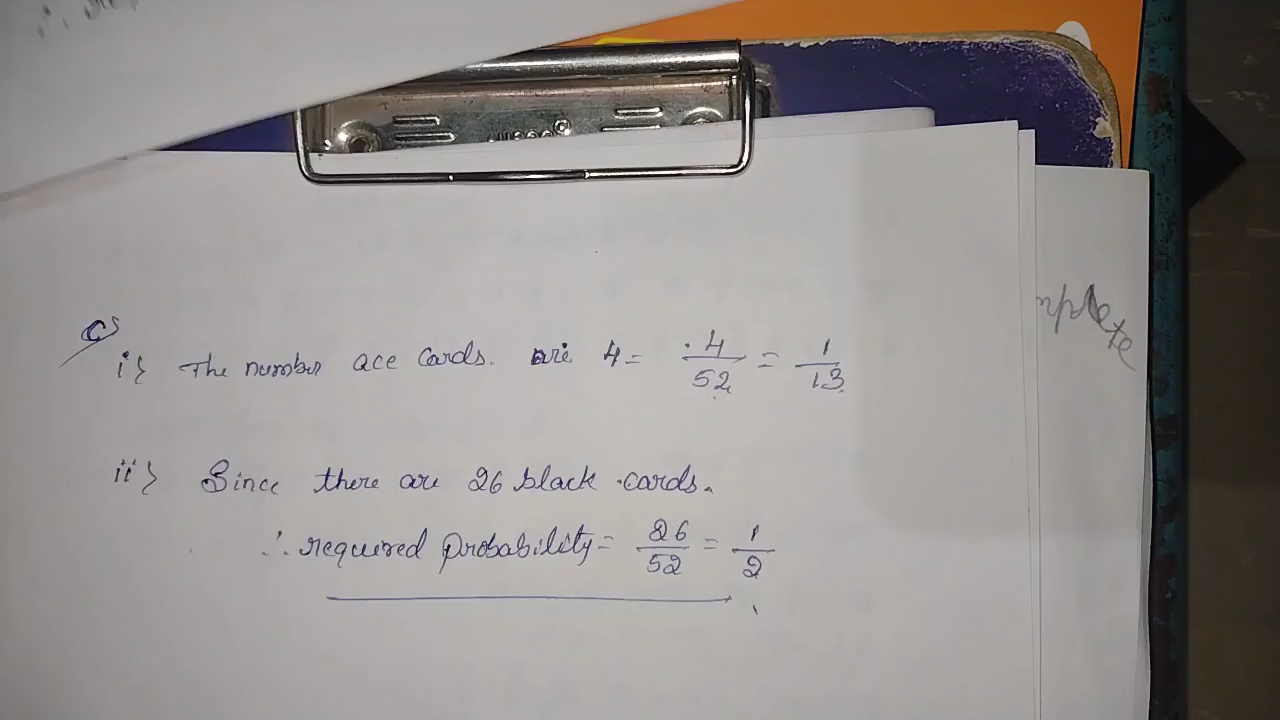 c)
i} The number ace cards. are 4 = 4/52 = 1/13
ii} Since there are 26 black cards.
∴ required probability = 26/52 = 1/2
mplete